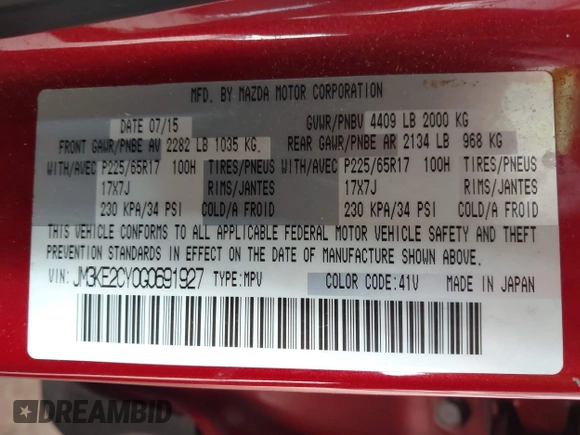 MFD. BY MAZDA MOTOR CORPORATION
DATE 07/15 GVWR/PNBV 4409 LB 2000 KG
FRONT GAWR/PNBE AV 2282 LB 1035 KG REAR GAWR/PNBE AR 2134 LB 968 KG
WITH/AVEC P225/65R17 100H TIRES/PNEUS WITH/AVEC P225/65R17 100H TIRES/PNEUS
17X7J RIMS/JANTES 17X7J RIMS/JANTES
230 KPA/34 PSI COLD/A FROID 230 KPA/34 PSI COLD/A FROID
THIS VEHICLE CONFORMS TO ALL APPLICABLE FEDERAL MOTOR VEHICLE SAFETY AND THEFT
PREVENTION STANDARDS IN EFFECT ON THE DATE OF MANUFACTURE SHOWN ABOVE.
VIN: JM3KE2CY0G0691927 TYPE:MPV COLOR CODE:41V MADE IN JAPAN
DREAMBID